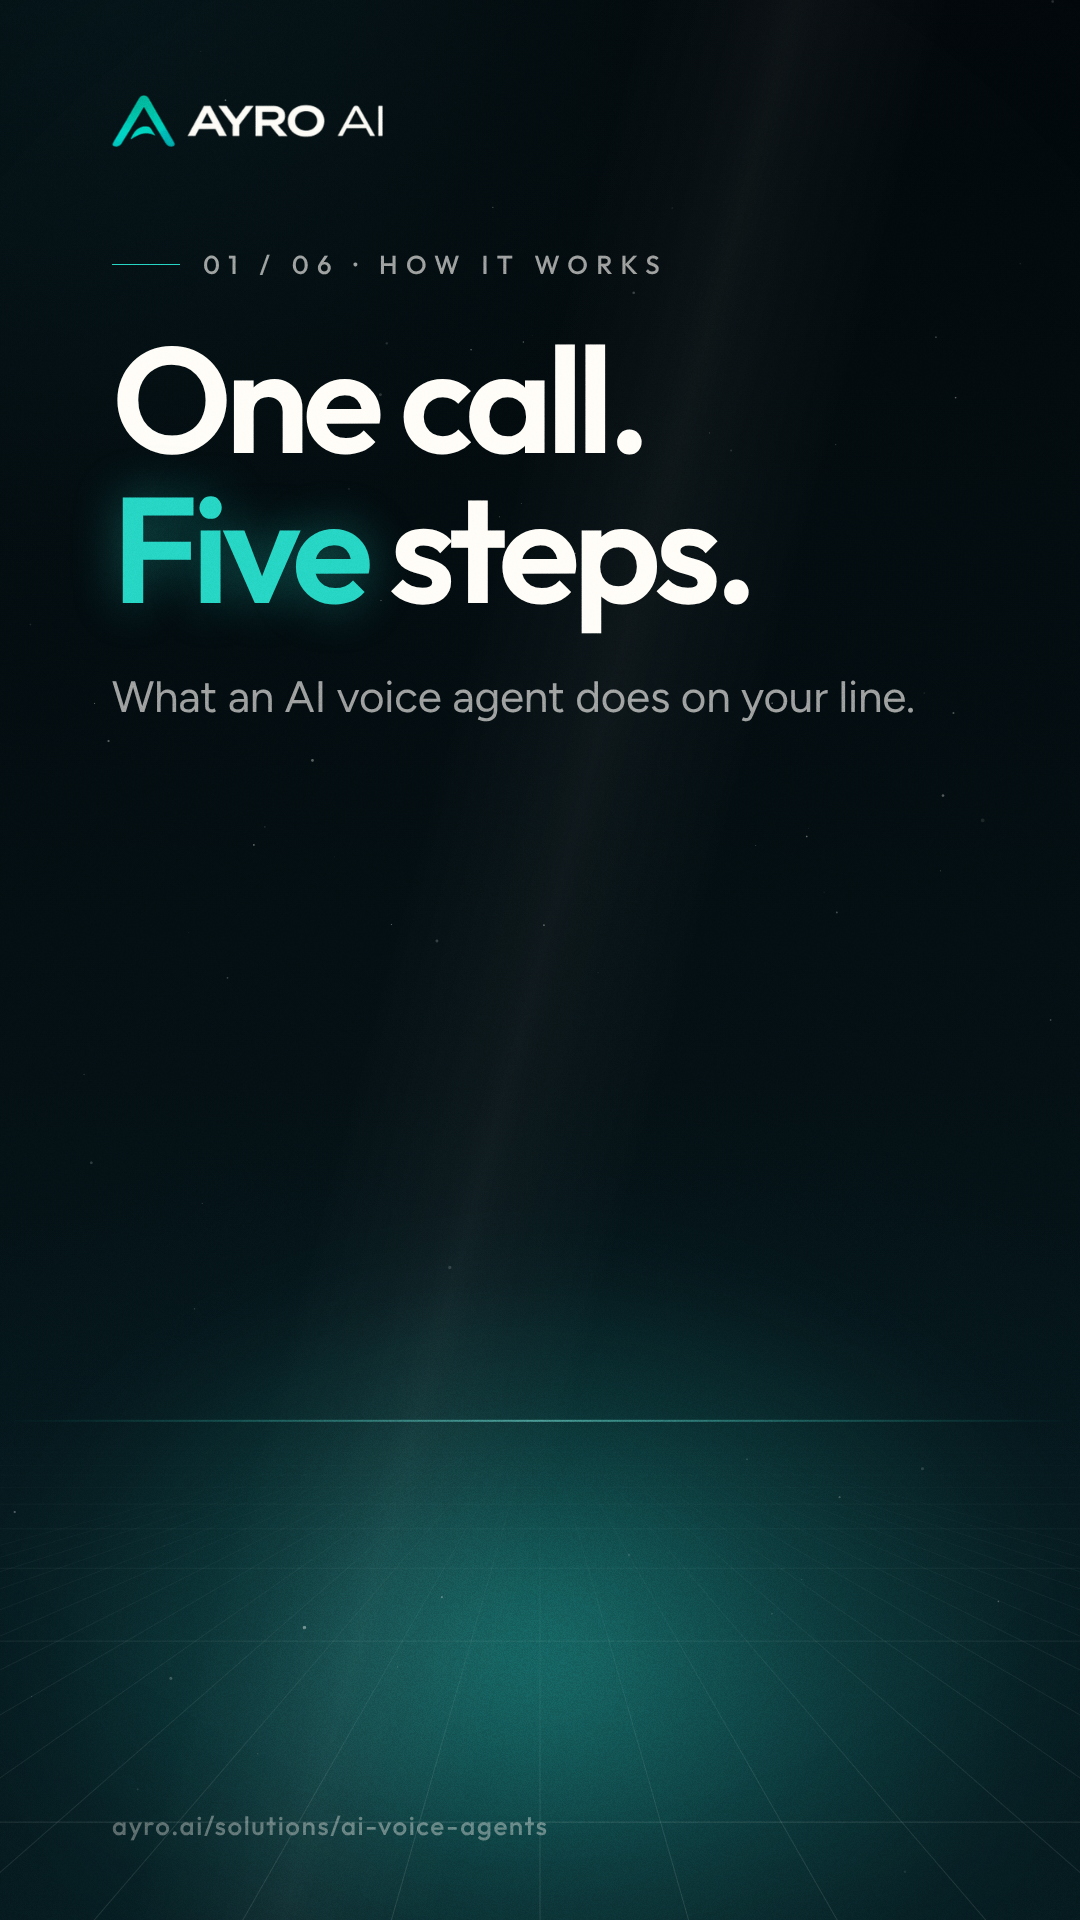 AYRO AI
01 / 06 · HOW IT WORKS
One call.
Five steps.
What an AI voice agent does on your line.
ayro.ai/solutions/ai-voice-agents